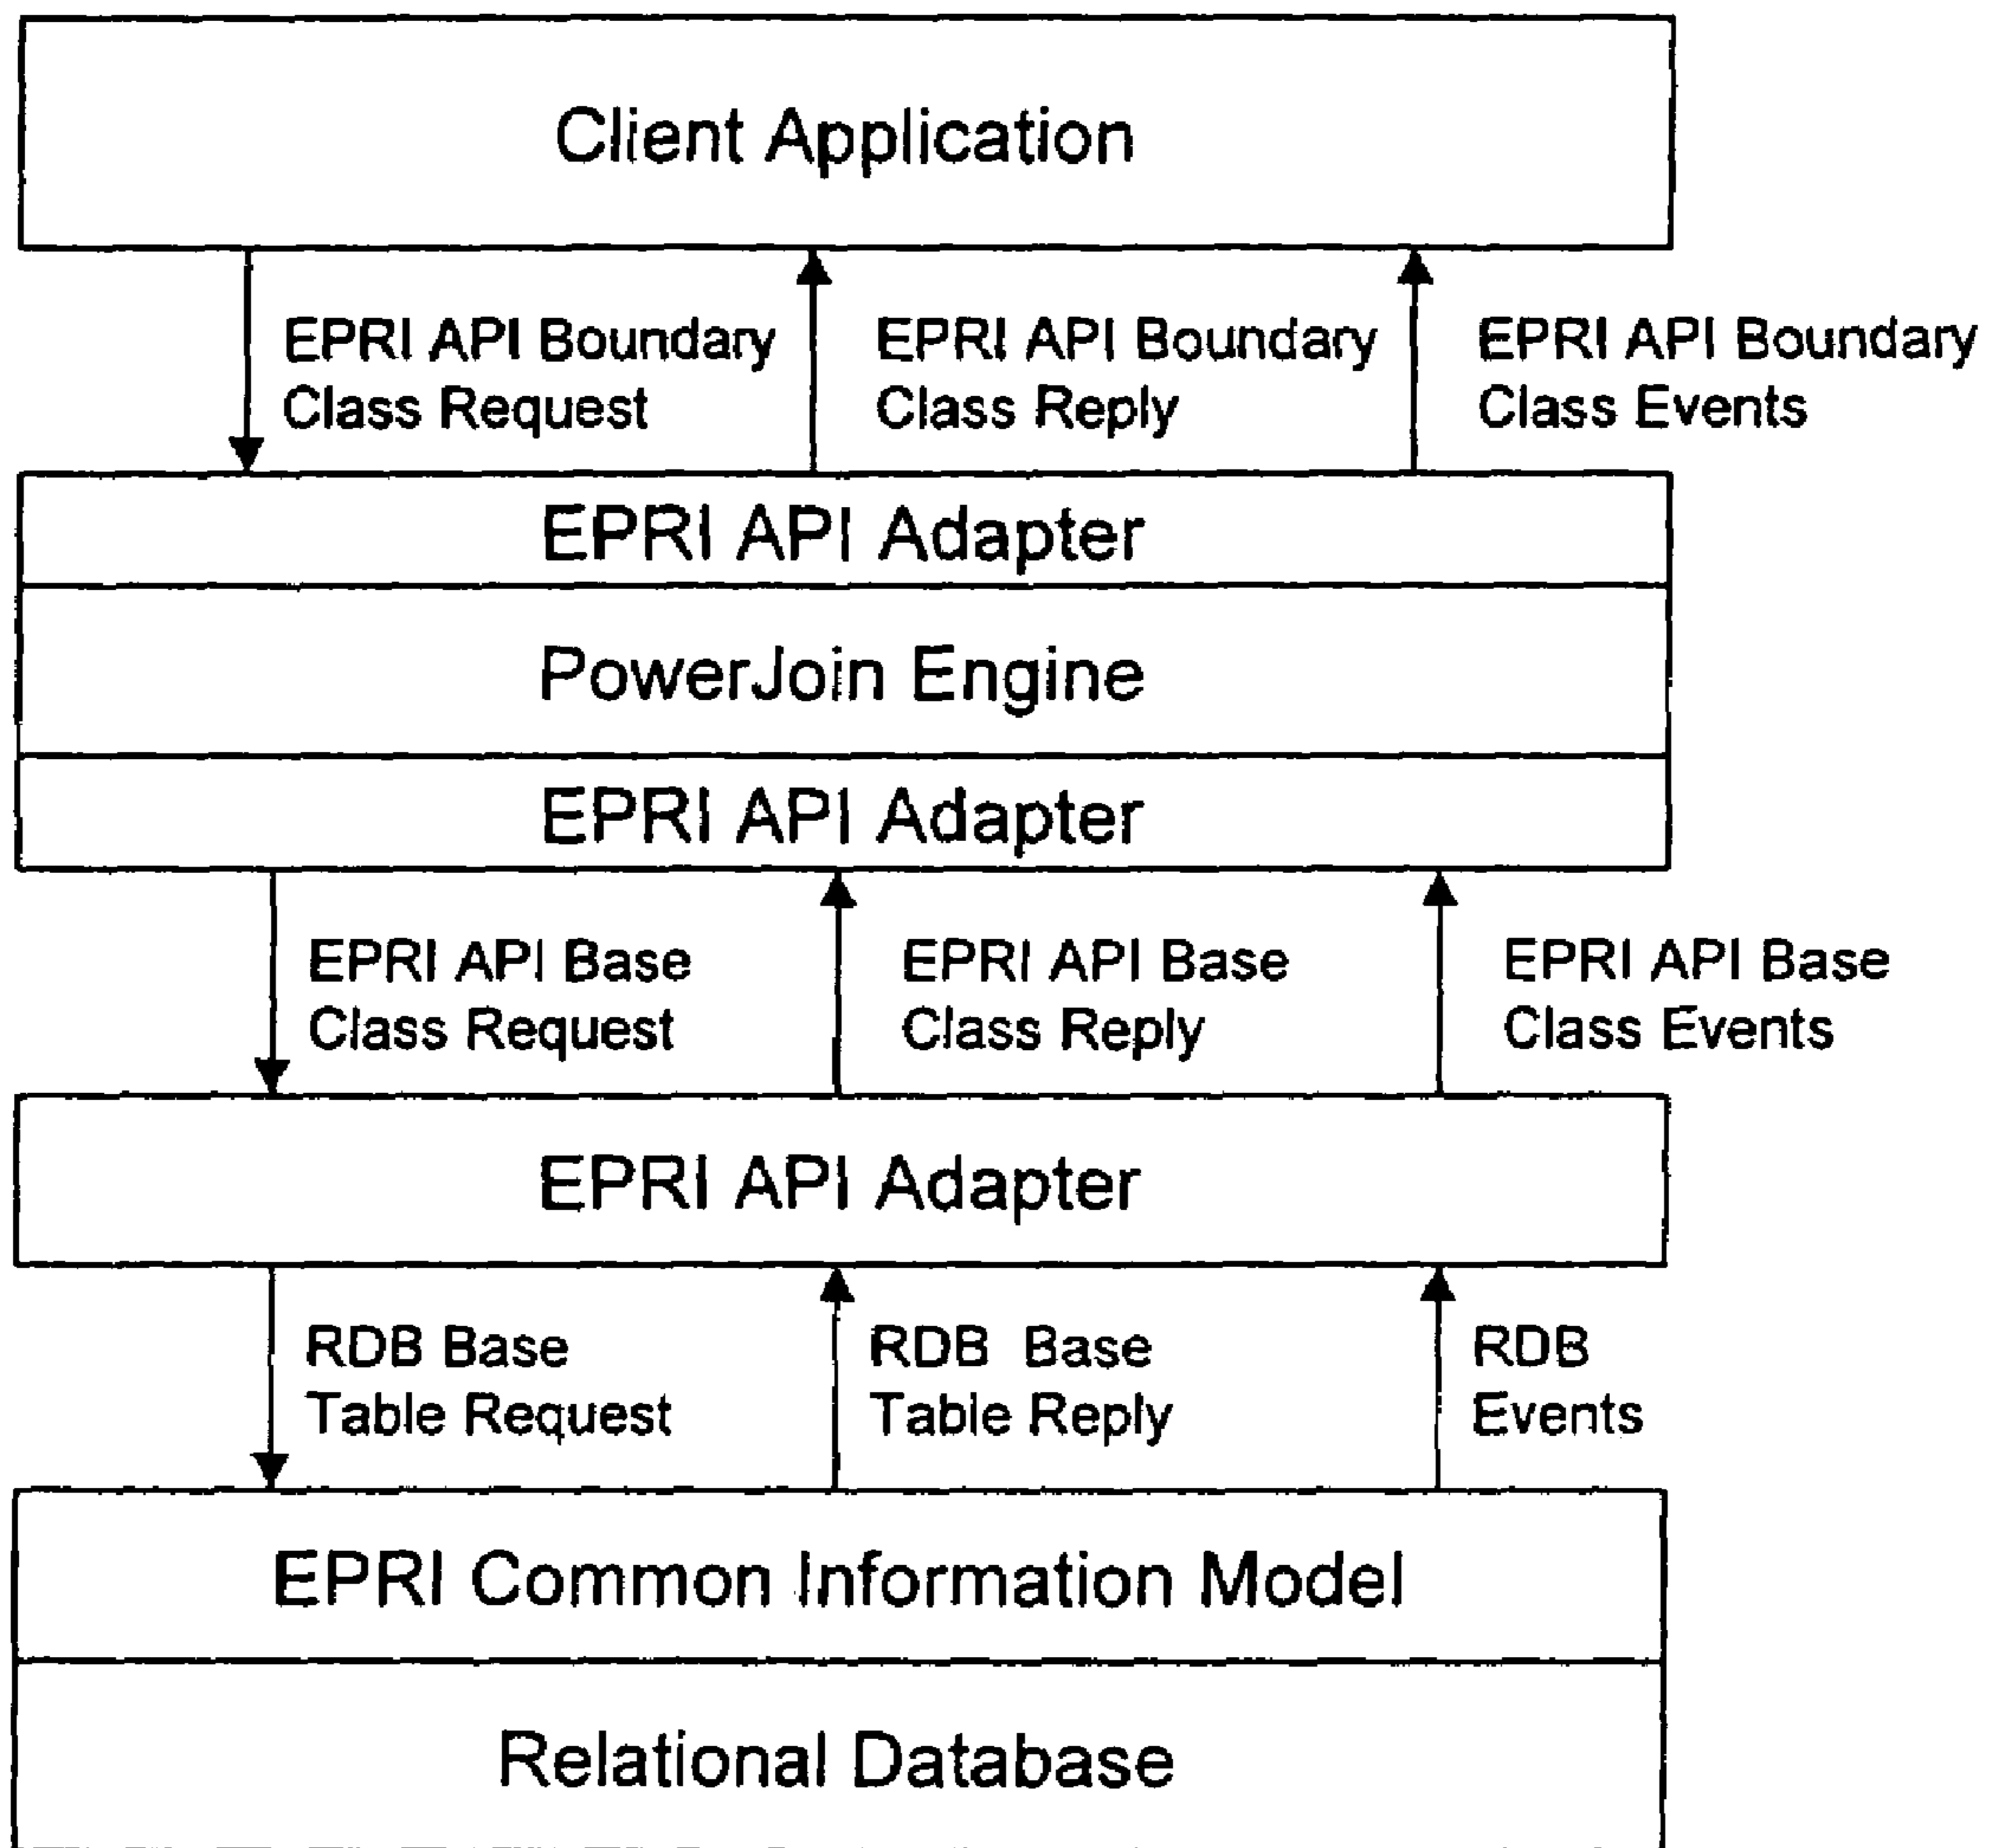 Client Application
EPRI API Boundary
Class Request
EPRI API Boundary
Class Reply
EPRI API Boundary
Class Events
EPRI API Adapter
PowerJoin Engine
EPRI API Adapter
EPRI API Base
Class Request
EPRI API Base
Class Reply
EPRI API Base
Class Events
EPRI API Adapter
RDB Base
Table Request
RDB Base
Table Reply
RDB
Events
EPRI Common Information Model
Relational Database